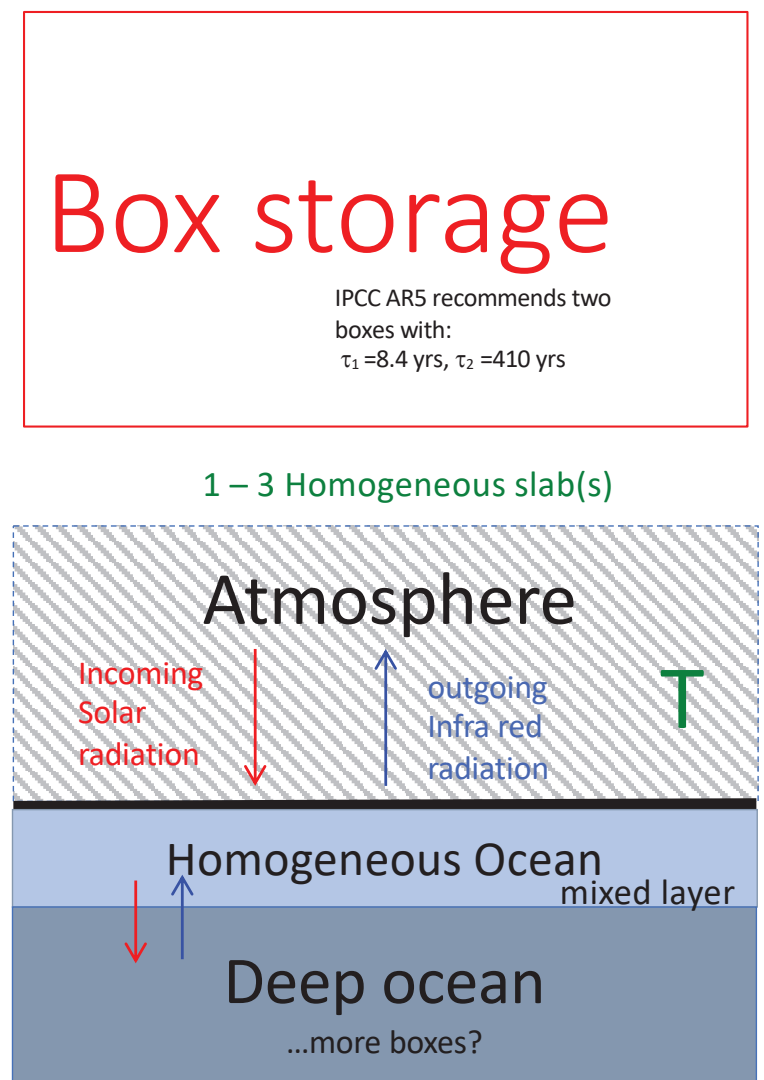 Box storage
IPCC AR5 recommends two
boxes with:
τ₁ =8.4 yrs, τ₂ =410 yrs
1 – 3 Homogeneous slab(s)
Atmosphere
Incoming
Solar
radiation
outgoing
Infra red
radiation
T
Homogeneous Ocean
mixed layer
Deep ocean
...more boxes?